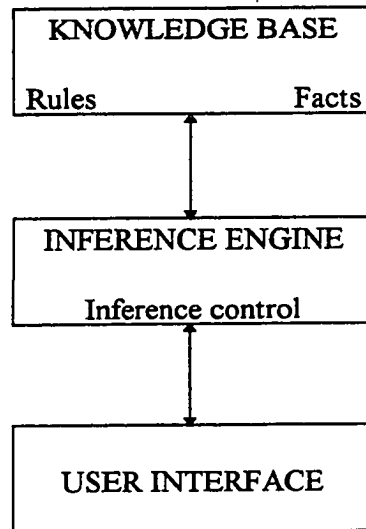 KNOWLEDGE BASE
Rules Facts
INFERENCE ENGINE
Inference control
USER INTERFACE